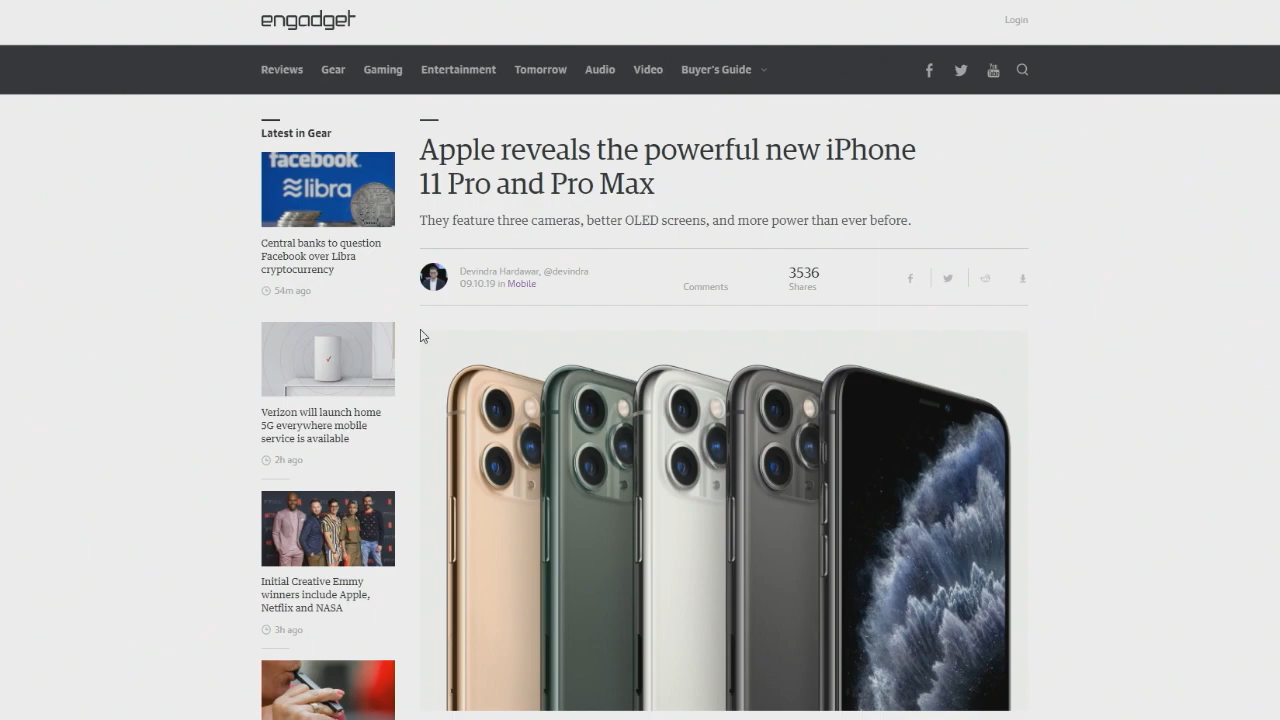 engadget
Login
Reviews Gear Gaming Entertainment Tomorrow Audio Video Buyer's Guide
Latest in Gear
facebook.
libra
Central banks to question
Facebook over Libra
cryptocurrency
54m ago
Verizon will launch home
5G everywhere mobile
service is available
2h ago
Initial Creative Emmy
winners include Apple,
Netflix and NASA
3h ago
Apple reveals the powerful new iPhone
11 Pro and Pro Max
They feature three cameras, better OLED screens, and more power than ever before.
Devindra Hardawar, @devindra
09.10.19 in Mobile
Comments
3536
Shares